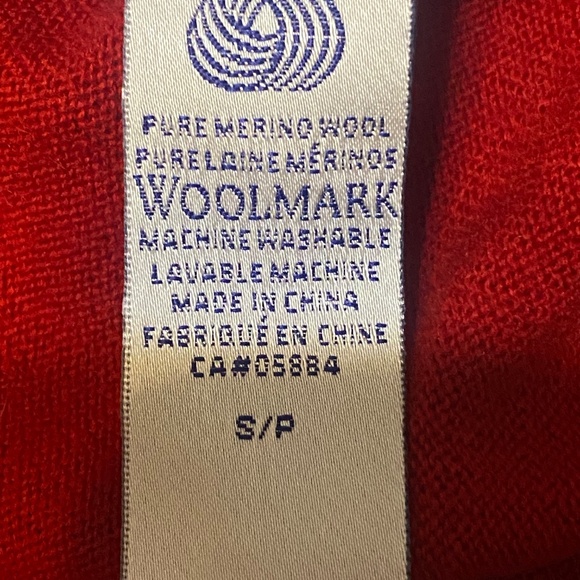 PURE MERINO WOOL
PURE LAINE MÉRINOS
WOOLMARK
MACHINE WASHABLE
LAVABLE MACHINE
MADE IN CHINA
FABRIQUÉ EN CHINE
CA#05884
S/P